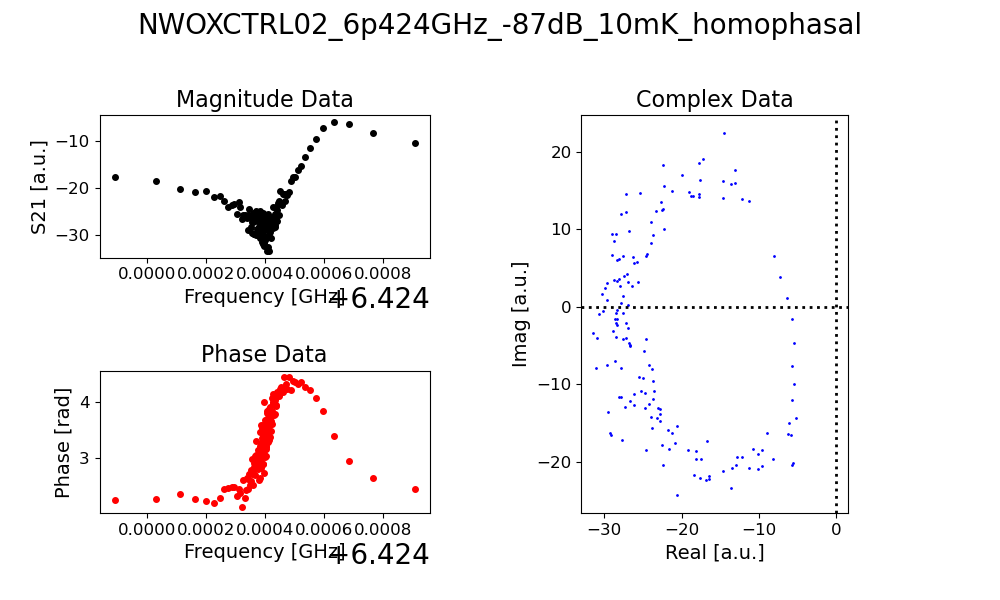 NWOXCTRL02_6p424GHz_-87dB_10mK_homophasal
Magnitude Data
S21 [a.u.]
−10
−20
−30
0.0000 0.0002 0.0004 0.0006 0.0008
Frequency [GHz]
+6.424
Phase Data
Phase [rad]
4
3
0.0000 0.0002 0.0004 0.0006 0.0008
Frequency [GHz]
+6.424
Complex Data
Imag [a.u.]
20
10
0
−10
−20
−30 −20 −10 0
Real [a.u.]